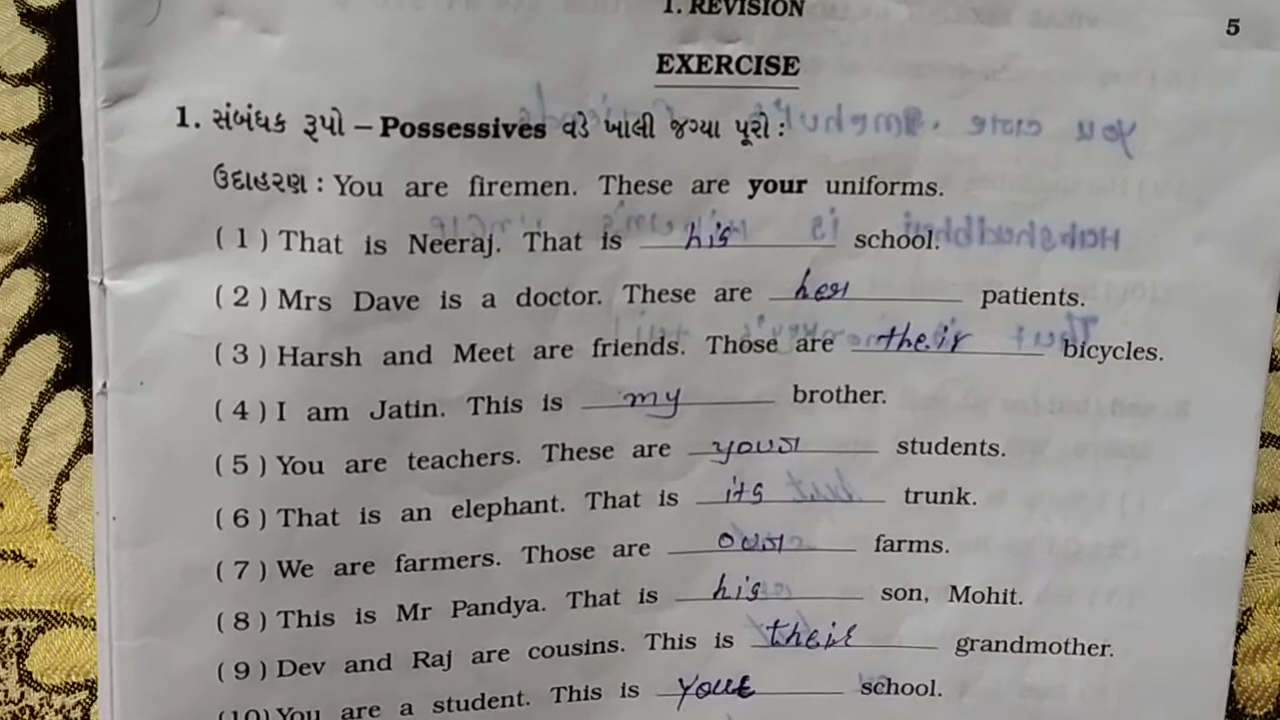 1. REVISION
5
EXERCISE
1. સંબંધક રૂપો – Possessives વડે ખાલી જગ્યા પૂરો :
ઉદાહરણ : You are firemen. These are your uniforms.
( 1 ) That is Neeraj. That is his school.
( 2 ) Mrs Dave is a doctor. These are her patients.
( 3 ) Harsh and Meet are friends. Those are their bicycles.
( 4 ) I am Jatin. This is my brother.
( 5 ) You are teachers. These are your students.
( 6 ) That is an elephant. That is its trunk.
( 7 ) We are farmers. Those are our farms.
( 8 ) This is Mr Pandya. That is his son, Mohit.
( 9 ) Dev and Raj are cousins. This is their grandmother.
(10) You are a student. This is your school.